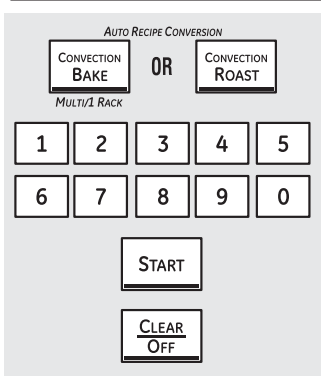 AUTO RECIPE CONVERSION
CONVECTION BAKE OR CONVECTION ROAST
MULTI/1 RACK
1 2 3 4 5
6 7 8 9 0
START
CLEAR
OFF